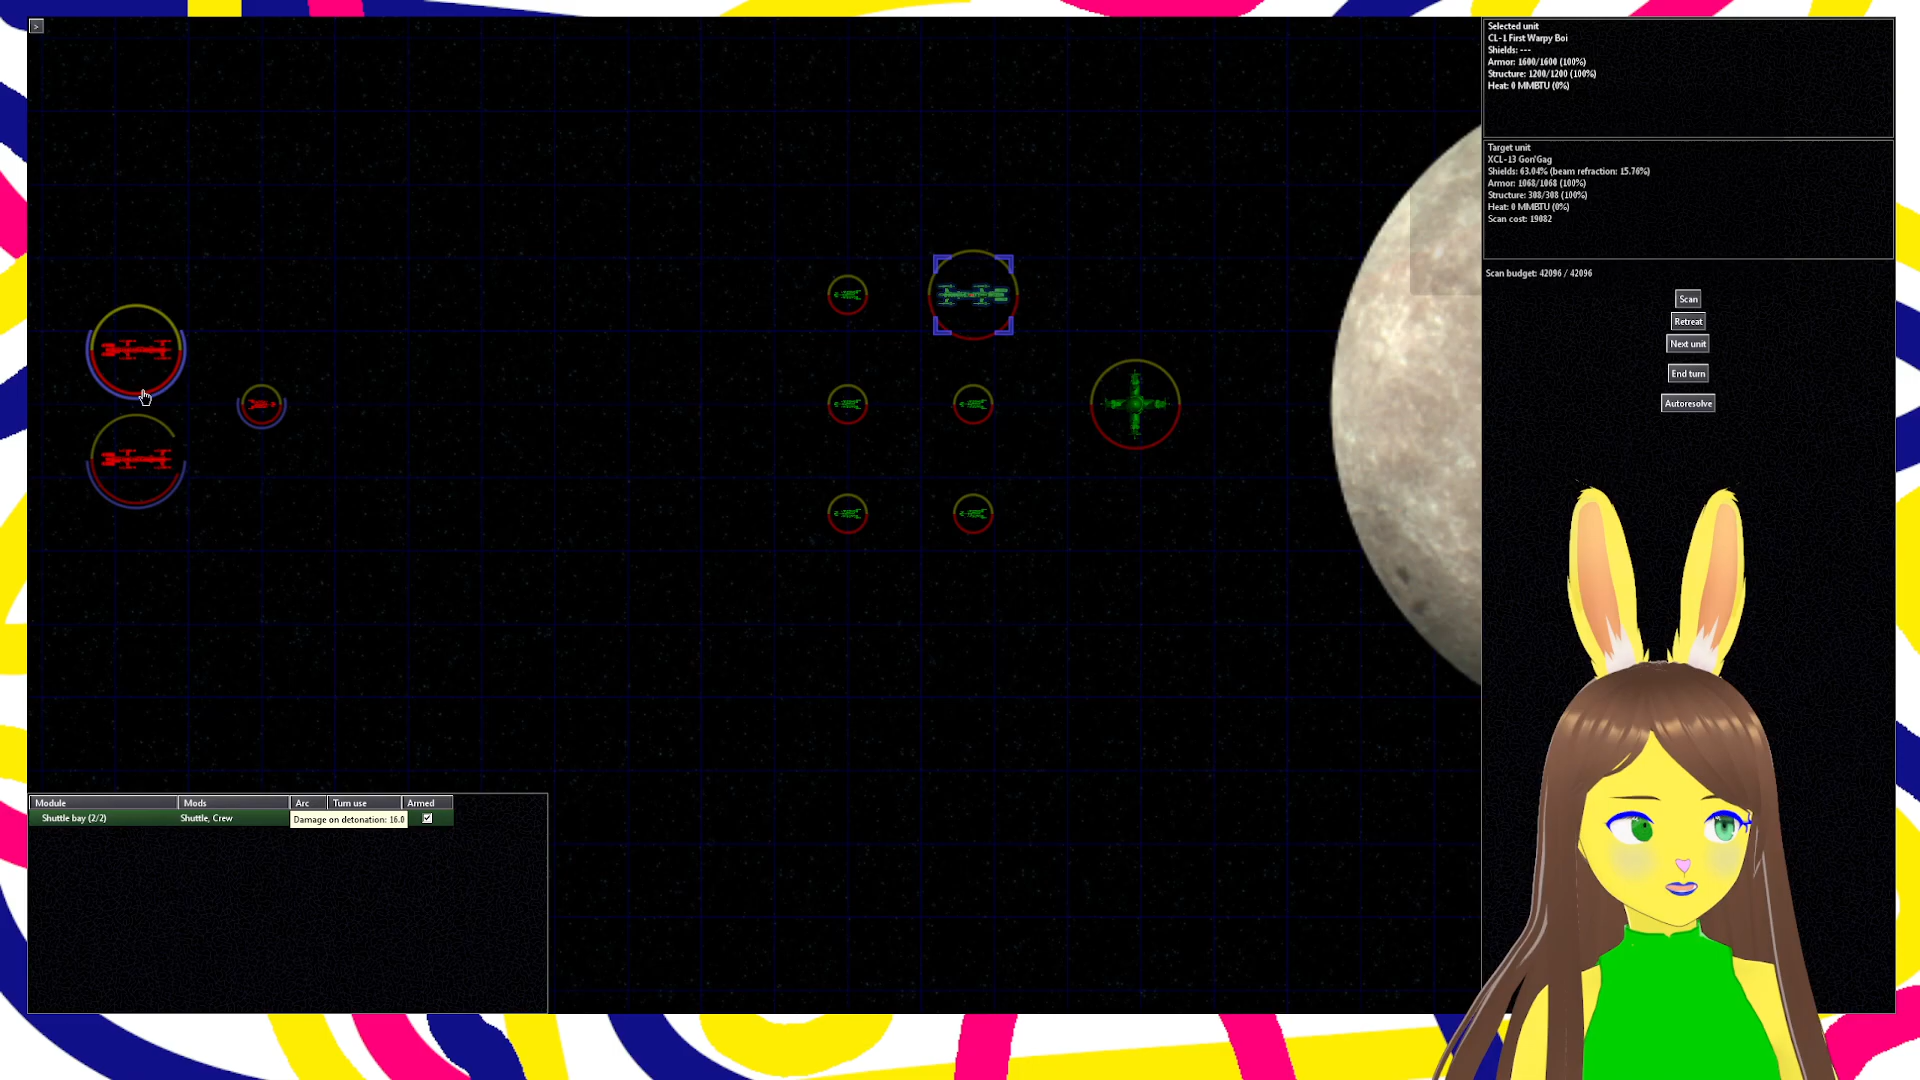 >
Selected unit
CL-1 First Warpy Boi
Shields: ---
Armor: 1600/1600 (100%)
Structure: 1200/1200 (100%)
Heat: 0 MMBTU (0%)
Target unit
XCL-13 Gon'Gag
Shields: 63.04% (beam refraction: 15.76%)
Armor: 1068/1068 (100%)
Structure: 308/308 (100%)
Heat: 0 MMBTU (0%)
Scan cost: 19082
Scan budget: 42096 / 42096
Scan
Retreat
Next unit
End turn
Autoresolve
Module Mods Arc Turn use Armed
Shuttle bay (2/2) Shuttle, Crew Damage on detonation: 16.0